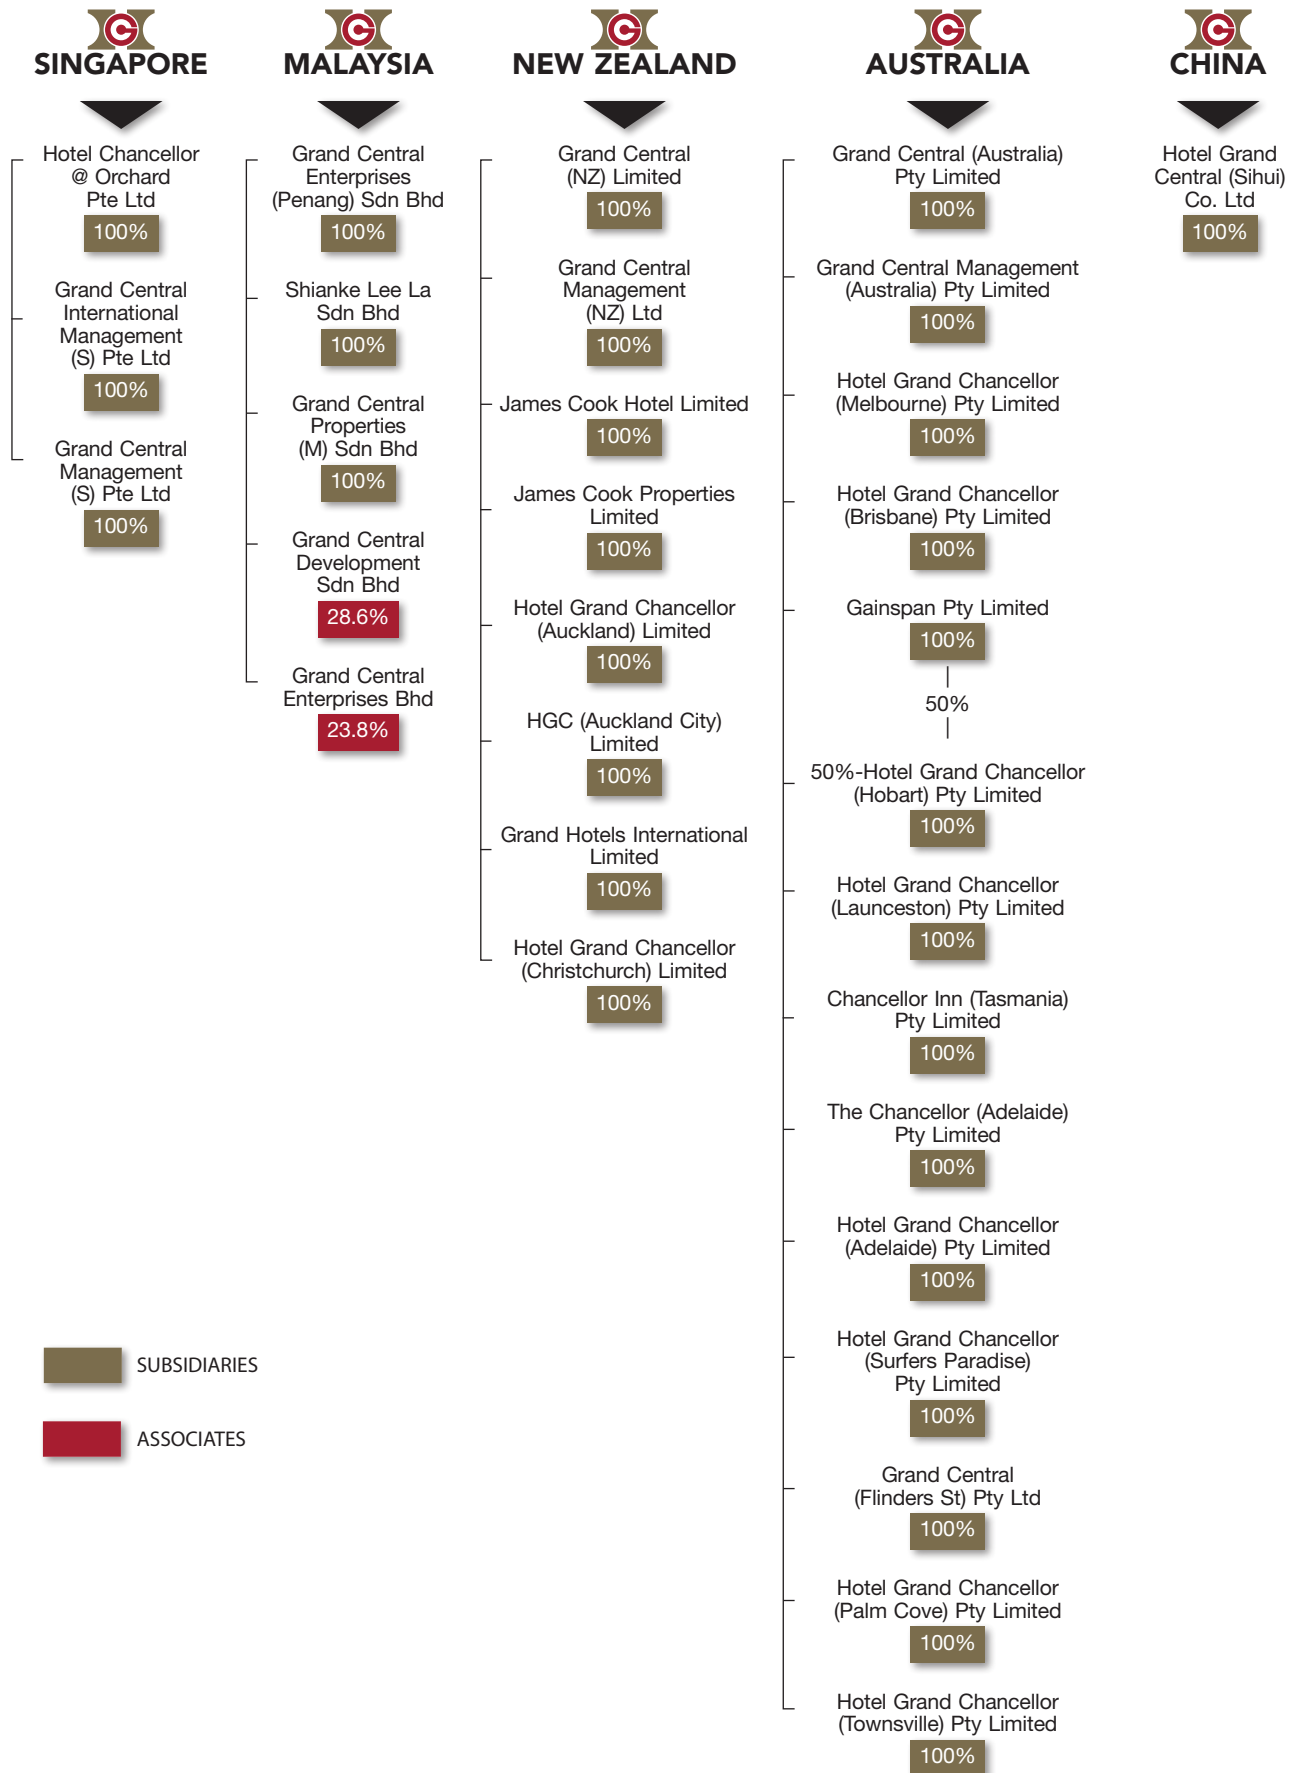 SINGAPORE
Hotel Chancellor
@ Orchard
Pte Ltd
100%
Grand Central
International
Management
(S) Pte Ltd
100%
Grand Central
Management
(S) Pte Ltd
100%
MALAYSIA
Grand Central
Enterprises
(Penang) Sdn Bhd
100%
Shianke Lee La
Sdn Bhd
100%
Grand Central
Properties
(M) Sdn Bhd
100%
Grand Central
Development
Sdn Bhd
28.6%
Grand Central
Enterprises Bhd
23.8%
NEW ZEALAND
Grand Central
(NZ) Limited
100%
Grand Central
Management
(NZ) Ltd
100%
James Cook Hotel Limited
100%
James Cook Properties
Limited
100%
Hotel Grand Chancellor
(Auckland) Limited
100%
HGC (Auckland City)
Limited
100%
Grand Hotels International
Limited
100%
Hotel Grand Chancellor
(Christchurch) Limited
100%
AUSTRALIA
Grand Central (Australia)
Pty Limited
100%
Grand Central Management
(Australia) Pty Limited
100%
Hotel Grand Chancellor
(Melbourne) Pty Limited
100%
Hotel Grand Chancellor
(Brisbane) Pty Limited
100%
Gainspan Pty Limited
100%
50%
50%-Hotel Grand Chancellor
(Hobart) Pty Limited
100%
Hotel Grand Chancellor
(Launceston) Pty Limited
100%
Chancellor Inn (Tasmania)
Pty Limited
100%
The Chancellor (Adelaide)
Pty Limited
100%
Hotel Grand Chancellor
(Adelaide) Pty Limited
100%
Hotel Grand Chancellor
(Surfers Paradise)
Pty Limited
100%
Grand Central
(Flinders St) Pty Ltd
100%
Hotel Grand Chancellor
(Palm Cove) Pty Limited
100%
Hotel Grand Chancellor
(Townsville) Pty Limited
100%
CHINA
Hotel Grand
Central (Sihui)
Co. Ltd
100%
SUBSIDIARIES
ASSOCIATES